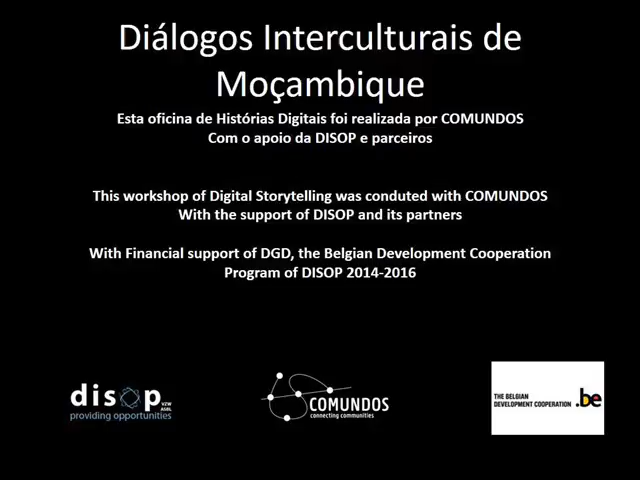 Diálogos Interculturais de
Moçambique
Esta oficina de Histórias Digitais foi realizada por COMUNDOS
Com o apoio da DISOP e parceiros
This workshop of Digital Storytelling was conduted with COMUNDOS
With the support of DISOP and its partners
With Financial support of DGD, the Belgian Development Cooperation
Program of DISOP 2014-2016
disop VZW ASBL
providing opportunities
COMUNDOS
connecting communities
THE BELGIAN
DEVELOPMENT COOPERATION .be